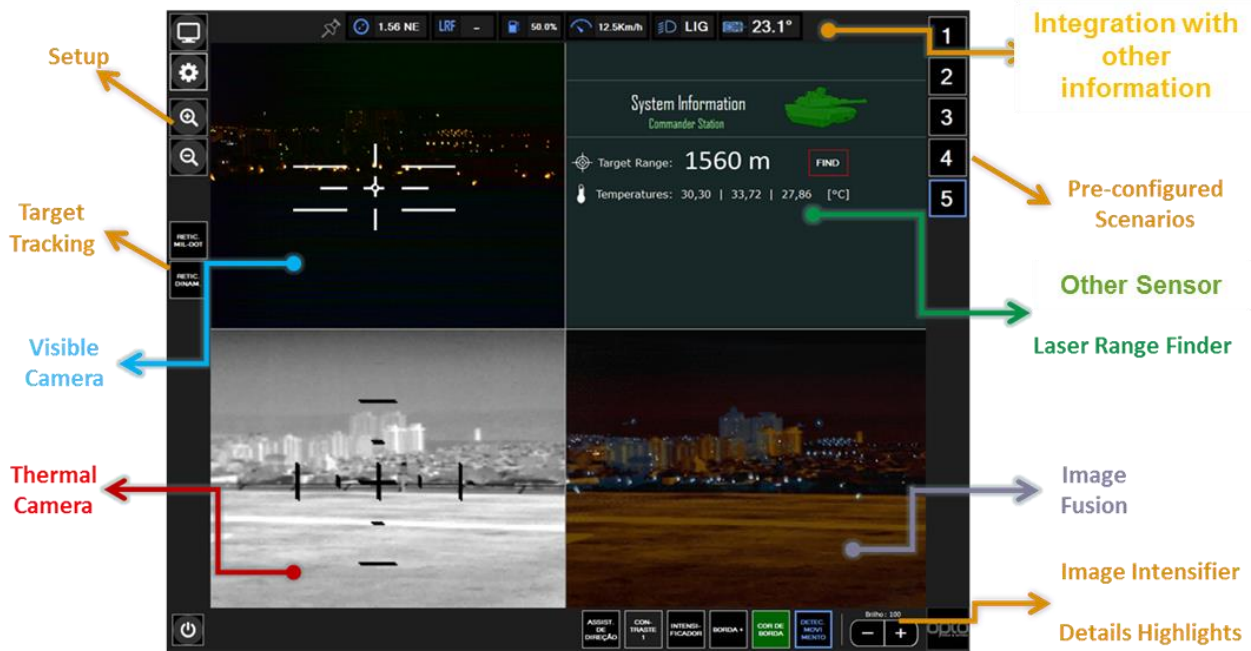 1.56 NE LRF – 50.0% 12.5Km/h LIG 23.1°
Integration with
other
information
Setup
1
2
3
4
5
System Information
Commander Station
Target Range: 1560 m FIND
Temperatures: 30,30 | 33,72 | 27,86 [°C]
Pre-configured
Scenarios
Target
Tracking
RETIC.
MIL-DOT
RETIC.
DINAM.
Other Sensor
Laser Range Finder
Visible
Camera
Thermal
Camera
Image
Fusion
Image Intensifier
Details Highlights
ASSIST.
DE
DIREÇÃO
CON-
TRASTE
1
INTENSI-
FICADOR
BORDA +
COR DE
BORDA
DETEC.
MOVI
MENTO
Brilho: 100
− +
opto